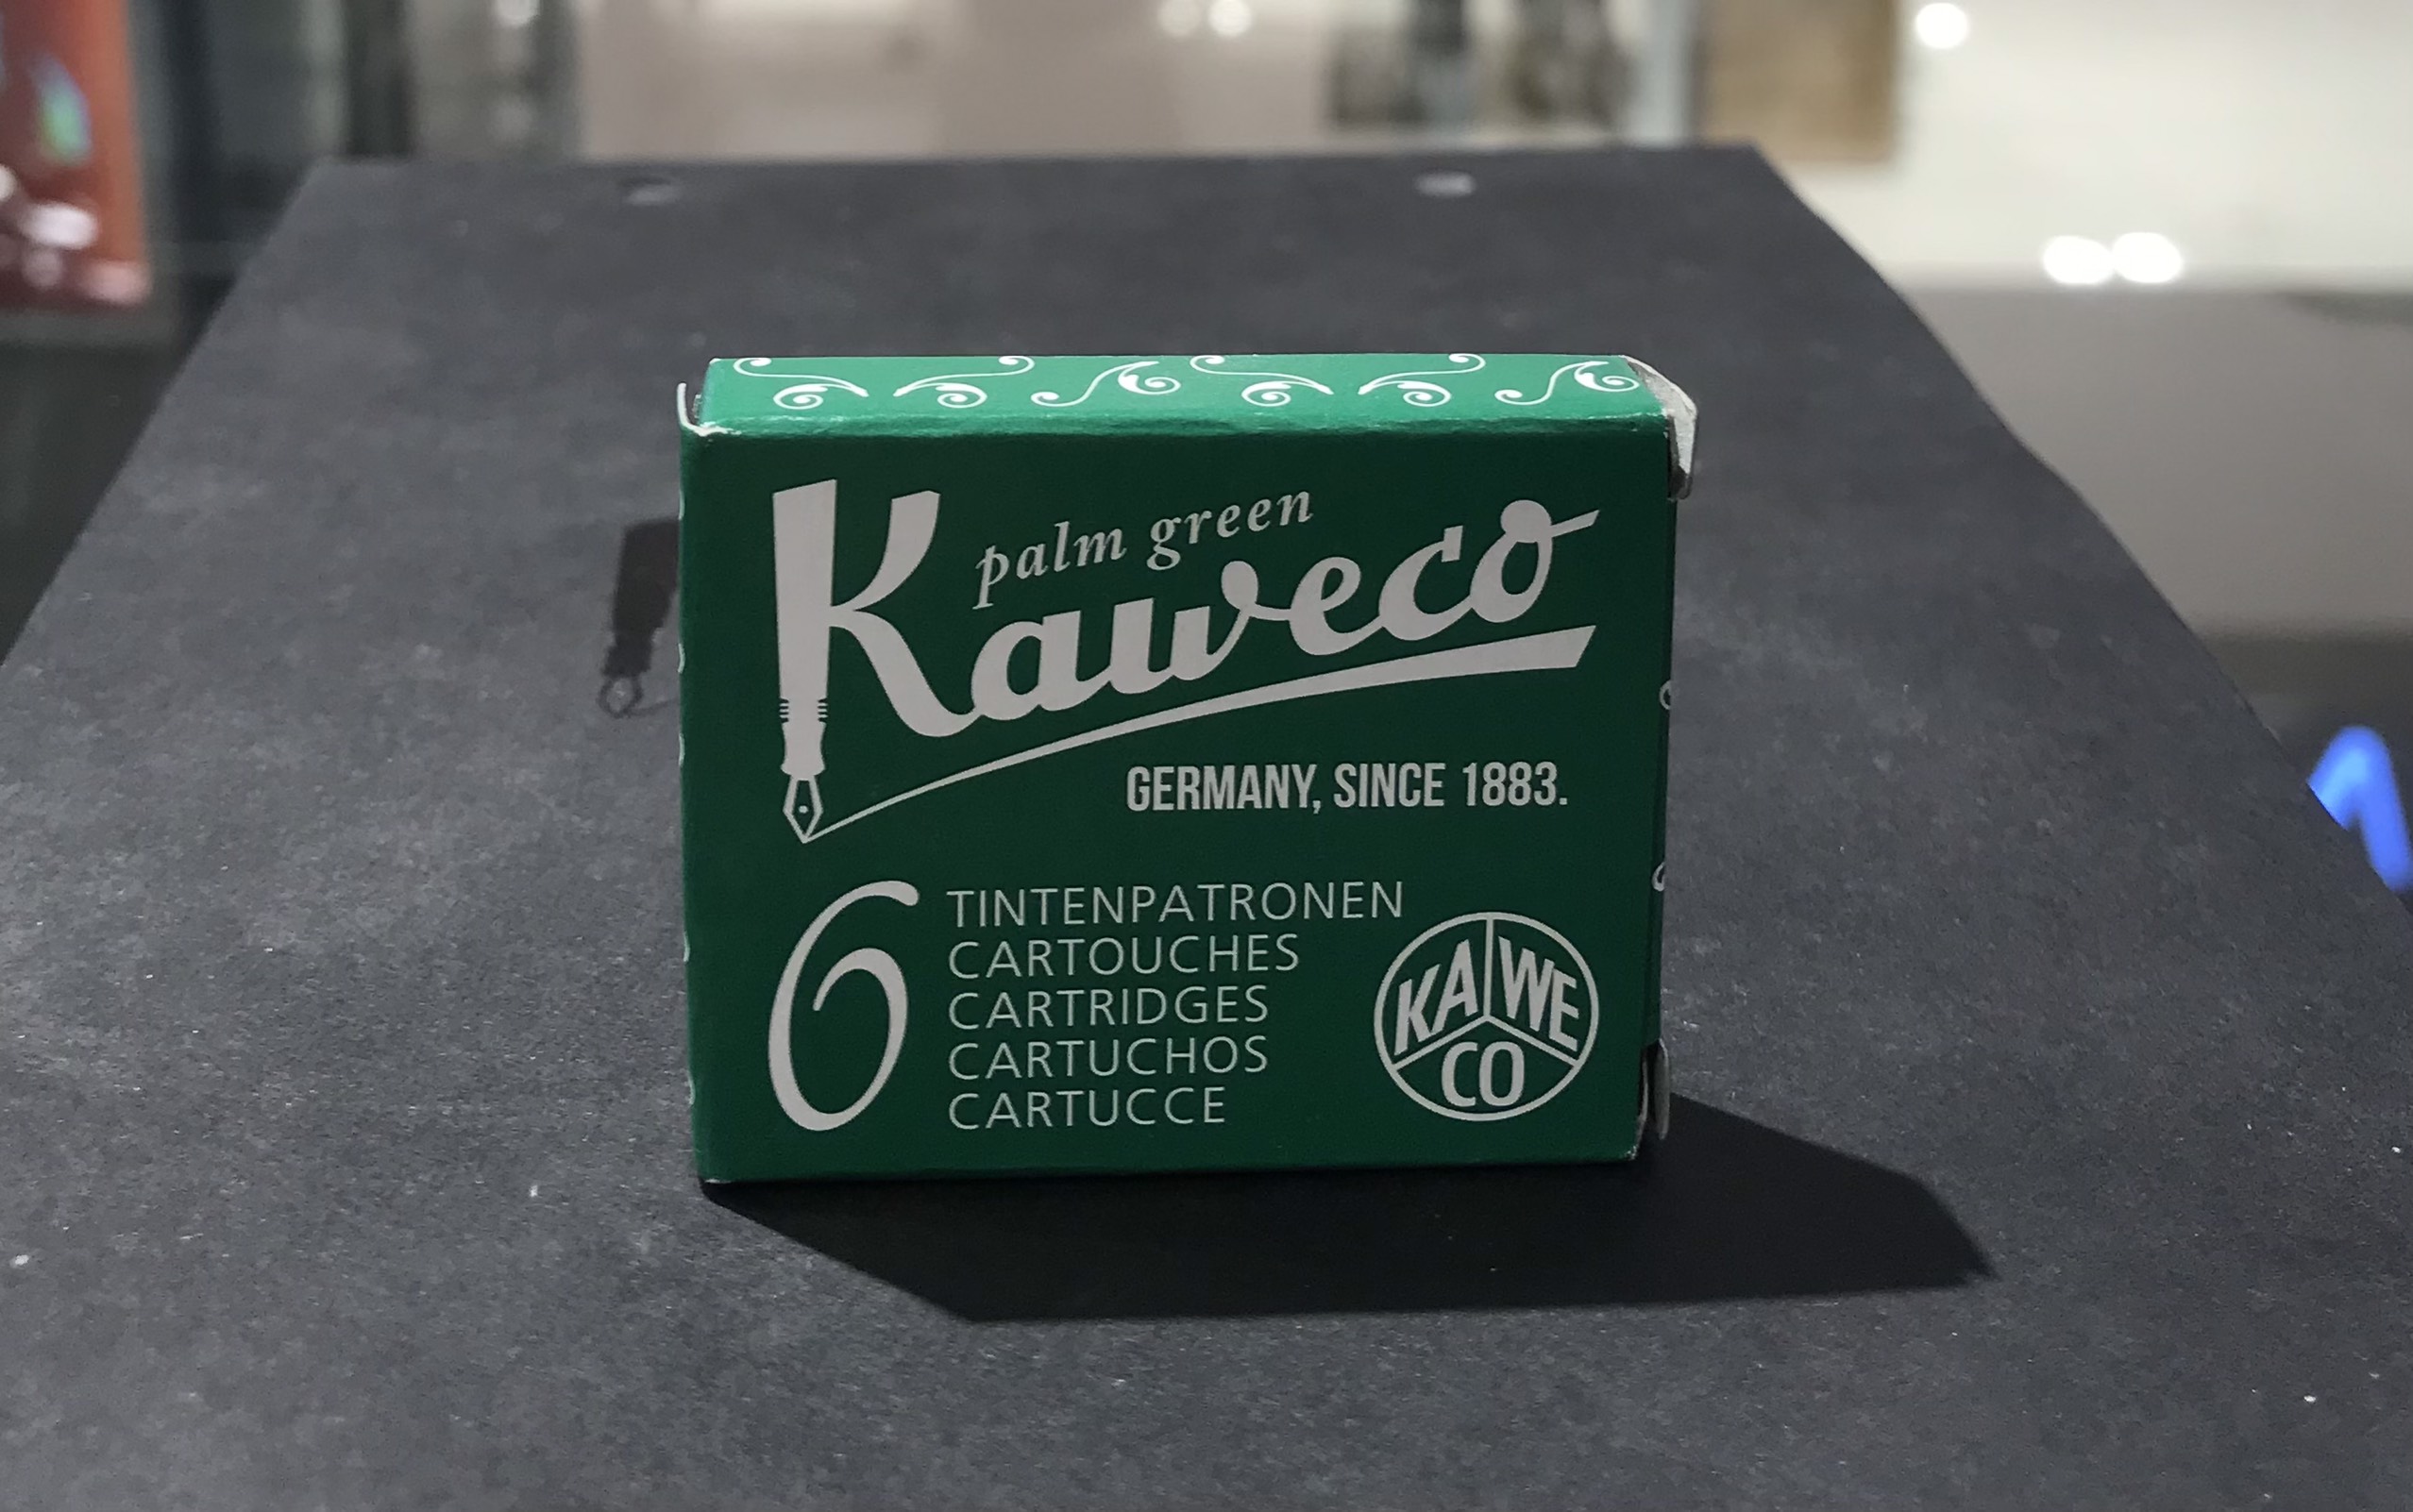 palm green
Kaweco
GERMANY, SINCE 1883.
6
TINTENPATRONEN
CARTOUCHES
CARTRIDGES
CARTUCHOS
CARTUCCE
KA WE
CO